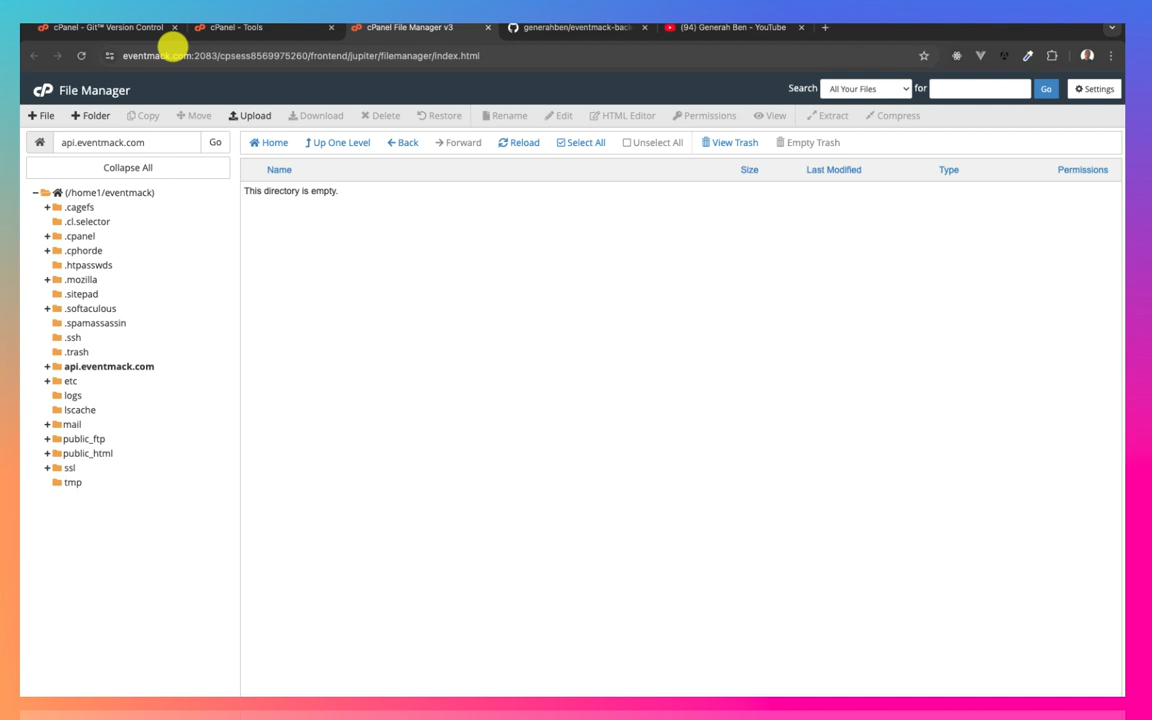 cPanel - Git™ Version Control
cPanel - Tools
cPanel File Manager v3
generahben/eventmack-back
(94) Generah Ben - YouTube
eventmack.com:2083/cpsess8569975260/frontend/jupiter/filemanager/index.html
cP File Manager
Search
All Your Files
for
Go
Settings
File
Folder
Copy
Move
Upload
Download
Delete
Restore
Rename
Edit
HTML Editor
Permissions
View
Extract
Compress
api.eventmack.com
Go
Home
Up One Level
Back
Forward
Reload
Select All
Unselect All
View Trash
Empty Trash
Collapse All
Name
Size
Last Modified
Type
Permissions
This directory is empty.
(/home1/eventmack)
.cagefs
.cl.selector
.cpanel
.cphorde
.htpasswds
.mozilla
.sitepad
.softaculous
.spamassassin
.ssh
.trash
api.eventmack.com
etc
logs
lscache
mail
public_ftp
public_html
ssl
tmp